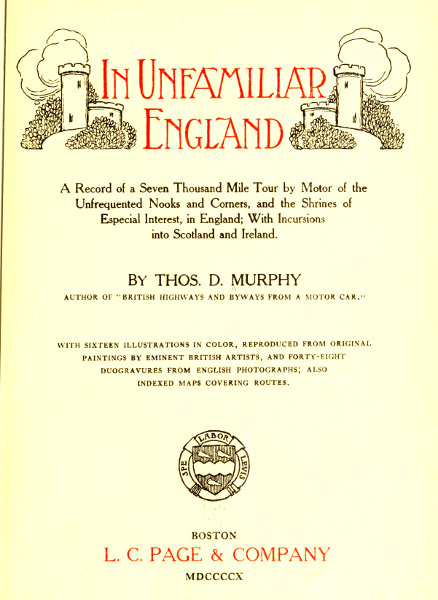 IN UNFAMILIAR
ENGLAND
A Record of a Seven Thousand Mile Tour by Motor of the
Unfrequented Nooks and Corners, and the Shrines of
Especial Interest, in England; With Incursions
into Scotland and Ireland.
BY THOS. D. MURPHY
AUTHOR OF "BRITISH HIGHWAYS AND BYWAYS FROM A MOTOR CAR."
WITH SIXTEEN ILLUSTRATIONS IN COLOR, REPRODUCED FROM ORIGINAL
PAINTINGS BY EMINENT BRITISH ARTISTS, AND FORTY-EIGHT
DUOGRAVURES FROM ENGLISH PHOTOGRAPHS; ALSO
INDEXED MAPS COVERING ROUTES.
SPE LABOR LEVIS
BOSTON
L. C. PAGE & COMPANY
MDCCCCX